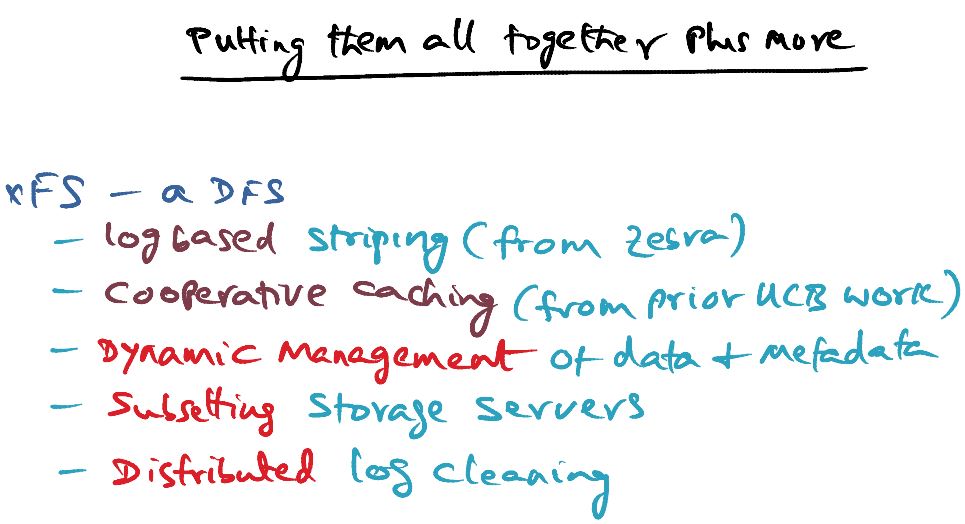 Putting them all together plus more
xFS - a DFS
- log based striping (from Zebra)
- Cooperative caching (from prior UCB work)
- Dynamic Management of data + metadata
- Subsetting storage servers
- Distributed log cleaning